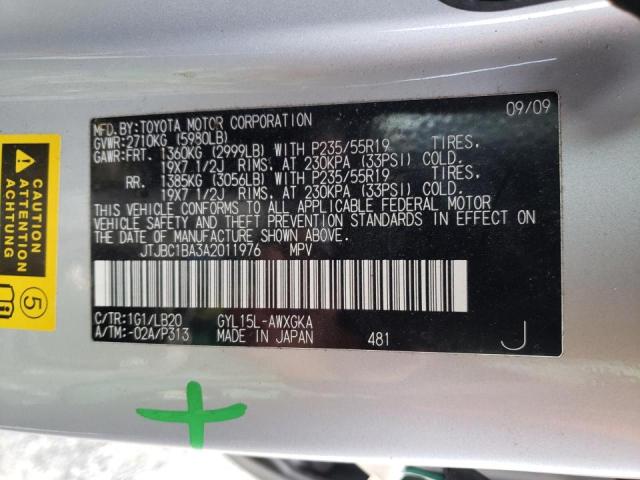 MFD. BY: TOYOTA MOTOR CORPORATION 09/09
GVWR: 2710KG (5980LB)
GAWR: FRT. 1360KG (2999LB) WITH P235/55R19 TIRES,
19X7 1/2J RIMS, AT 230KPA (33PSI) COLD.
RR. 1385KG (3056LB) WITH P235/55R19 TIRES,
19X7 1/2J RIMS, AT 230KPA (33PSI) COLD.
THIS VEHICLE CONFORMS TO ALL APPLICABLE FEDERAL MOTOR
VEHICLE SAFETY AND THEFT PREVENTION STANDARDS IN EFFECT ON
THE DATE OF MANUFACTURE SHOWN ABOVE.
JTJBC1BA3A2011976 MPV
C/TR: 1G1/LB20 GYL15L-AWXGKA
A/TM: -02A/P313 MADE IN JAPAN 481 J
CAUTION
ATTENTION
5